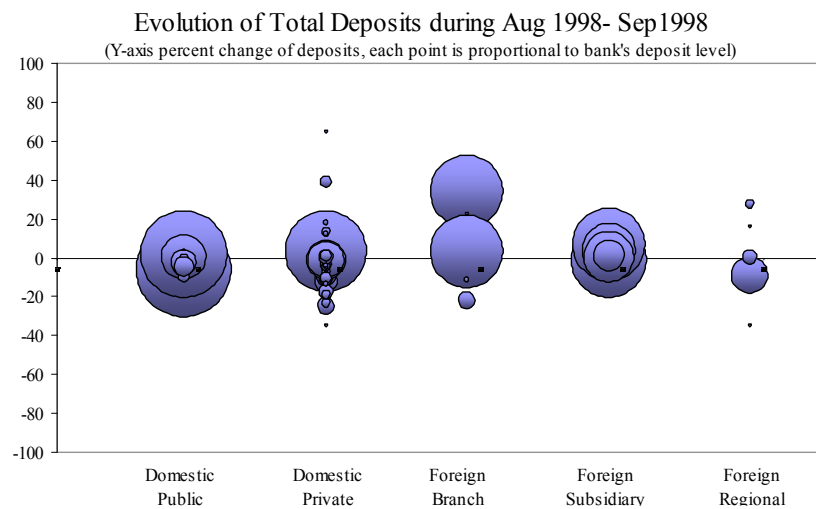 Evolution of Total Deposits during Aug 1998- Sep1998
(Y-axis percent change of deposits, each point is proportional to bank's deposit level)
100
80
60
40
20
0
-20
-40
-60
-80
-100
Domestic Public
Domestic Private
Foreign Branch
Foreign Subsidiary
Foreign Regional